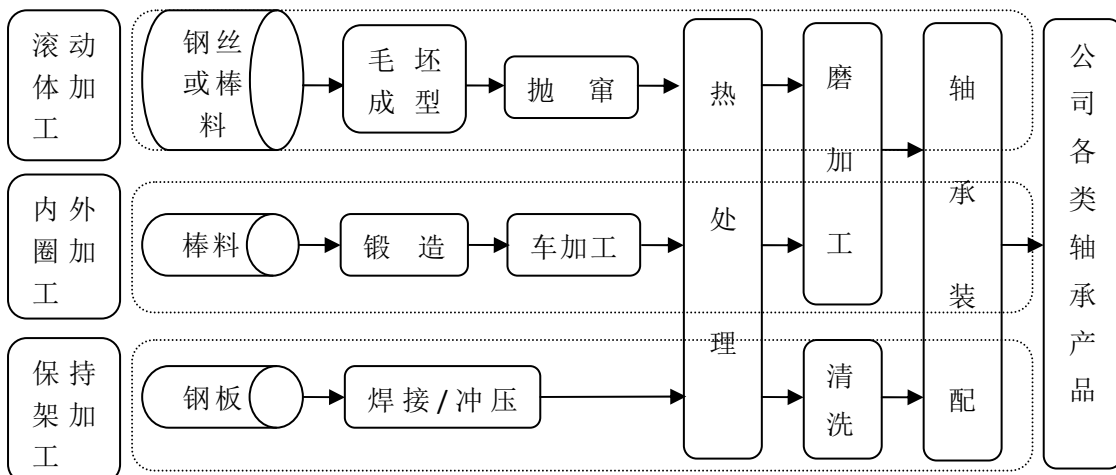 滚动
体加
工
钢丝
或棒
料
毛坯
成型
抛窜
热
处
理
磨
加
工
轴
承
装
配
公
司
各
类
轴
承
产
品
内外
圈加
工
棒料
锻造
车加工
保持
架加
工
钢板
焊接/冲压
清
洗